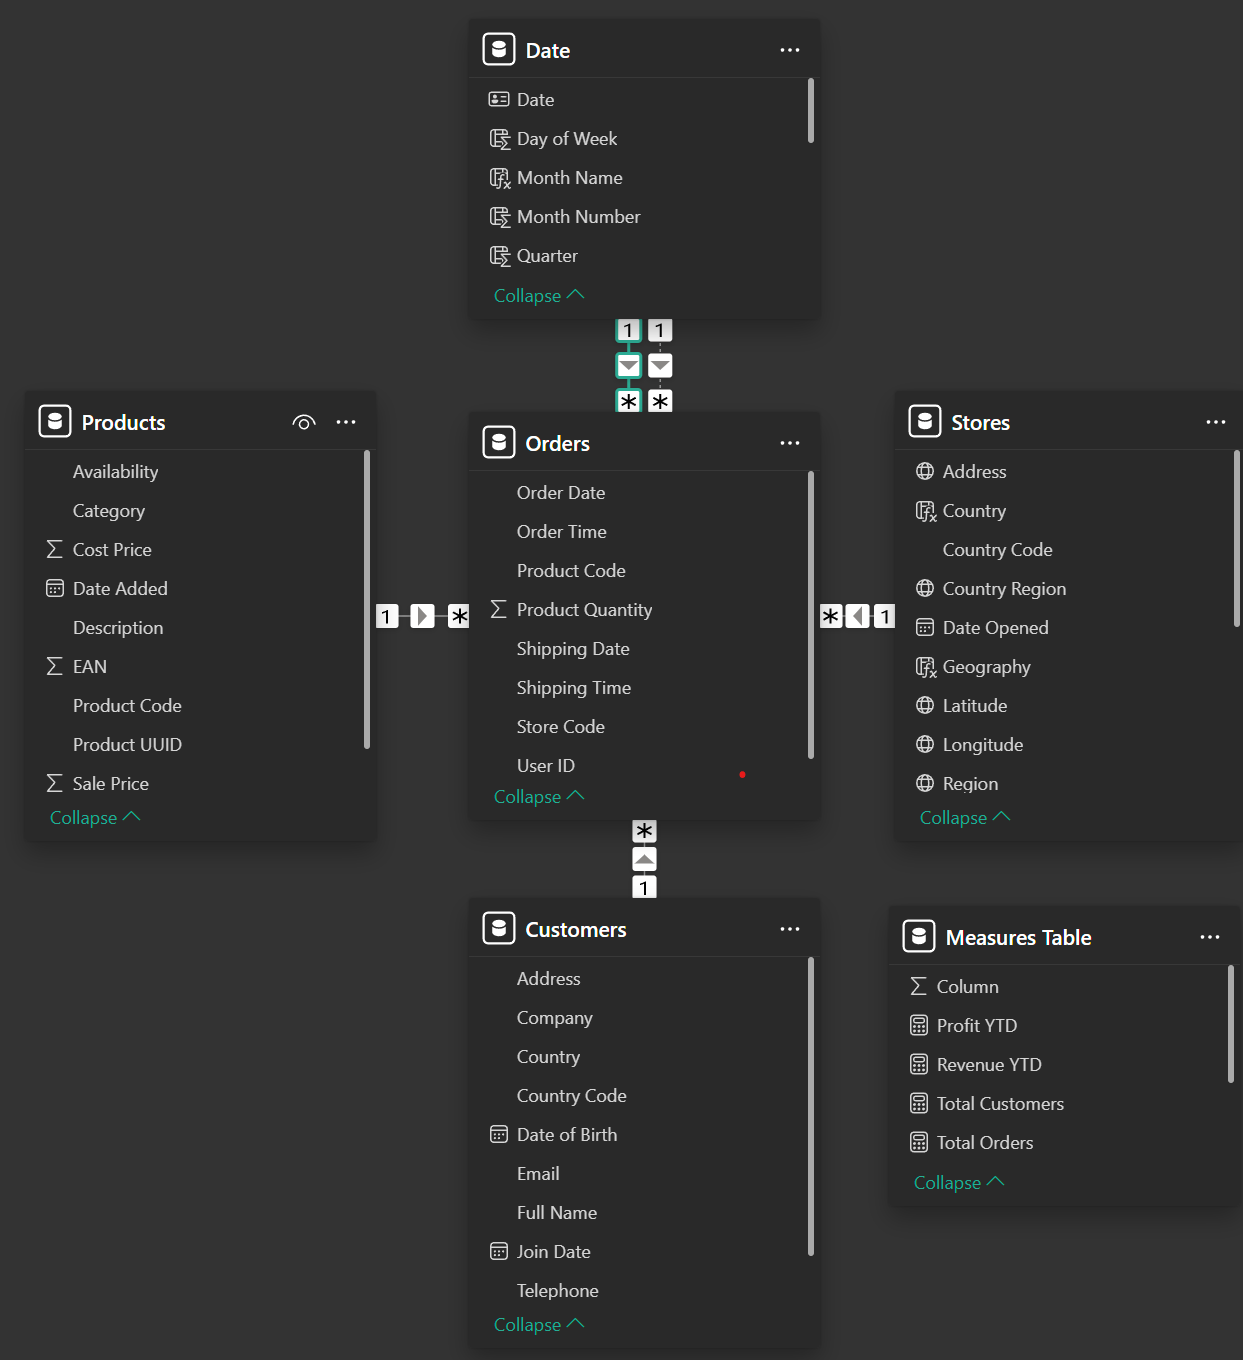 Date
Date
Day of Week
Month Name
Month Number
Quarter
Collapse
1 1
* *
Products
Availability
Category
Cost Price
Date Added
Description
EAN
Product Code
Product UUID
Sale Price
Collapse
1 *
Orders
Order Date
Order Time
Product Code
Product Quantity
Shipping Date
Shipping Time
Store Code
User ID
Collapse
* 1
Stores
Address
Country
Country Code
Country Region
Date Opened
Geography
Latitude
Longitude
Region
Collapse
*
1
Customers
Address
Company
Country
Country Code
Date of Birth
Email
Full Name
Join Date
Telephone
Collapse
Measures Table
Column
Profit YTD
Revenue YTD
Total Customers
Total Orders
Collapse